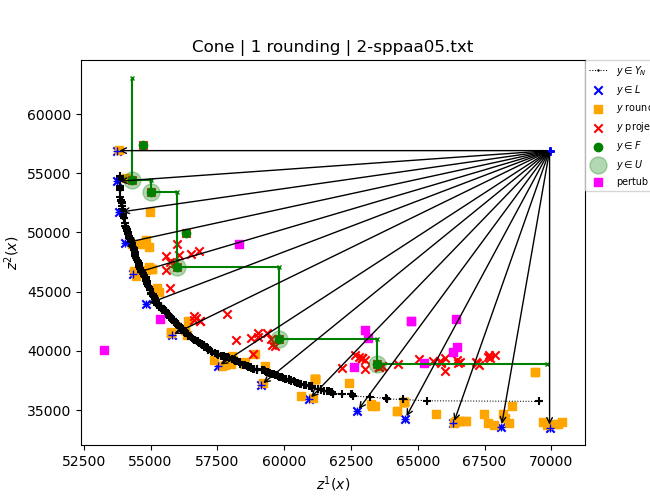 Cone | 1 rounding | 2-sppaa05.txt
z²(x)
60000
55000
50000
45000
40000
35000
52500 55000 57500 60000 62500 65000 67500 70000
z¹(x)
y ∈ Y_N
y ∈ L
y roun
y proje
y ∈ F
y ∈ U
pertub